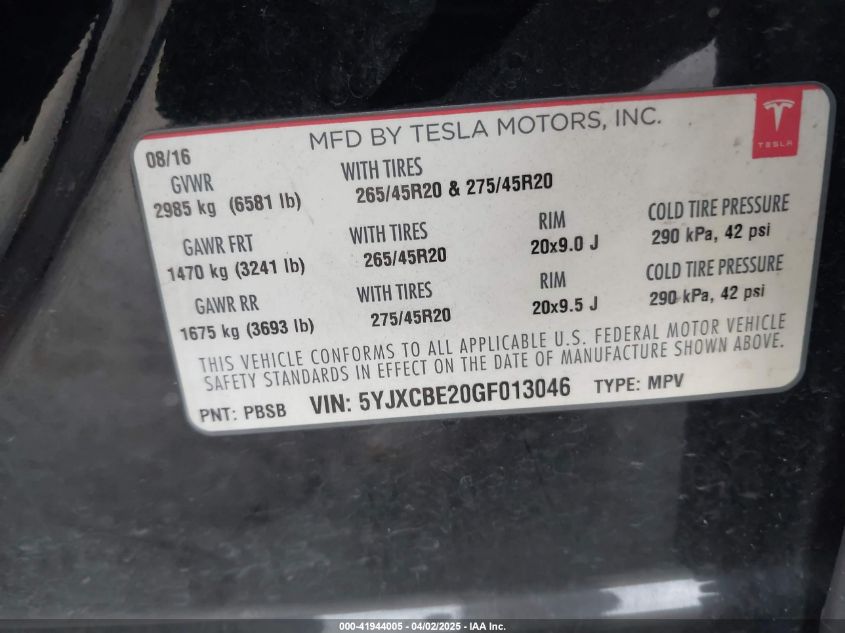 MFD BY TESLA MOTORS, INC.
TESLA
08/16
GVWR WITH TIRES
2985 kg (6581 lb) 265/45R20 & 275/45R20
GAWR FRT WITH TIRES RIM COLD TIRE PRESSURE
1470 kg (3241 lb) 265/45R20 20x9.0 J 290 kPa, 42 psi
GAWR RR WITH TIRES RIM COLD TIRE PRESSURE
1675 kg (3693 lb) 275/45R20 20x9.5 J 290 kPa, 42 psi
THIS VEHICLE CONFORMS TO ALL APPLICABLE U.S. FEDERAL MOTOR VEHICLE
SAFETY STANDARDS IN EFFECT ON THE DATE OF MANUFACTURE SHOWN ABOVE.
PNT: PBSB VIN: 5YJXCBE20GF013046 TYPE: MPV
000-41944005 - 04/02/2025 - IAA Inc.